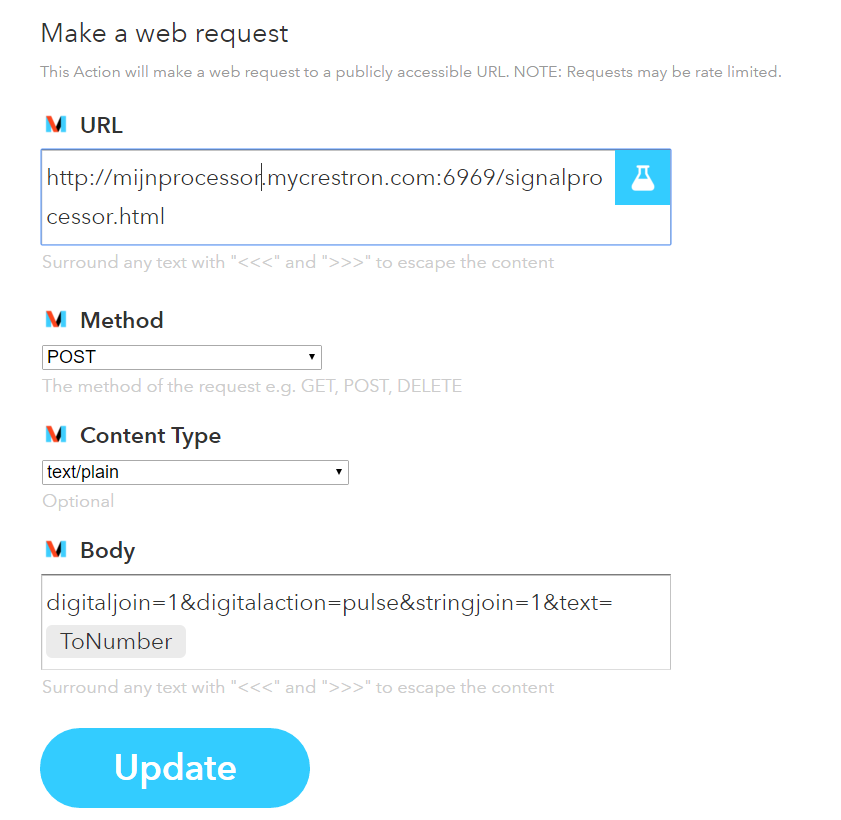 Make a web request
This Action will make a web request to a publicly accessible URL. NOTE: Requests may be rate limited.
URL
http://mijnprocessor.mycrestron.com:6969/signalpro
cessor.html
Surround any text with "<<<" and ">>>" to escape the content
Method
POST
The method of the request e.g. GET, POST, DELETE
Content Type
text/plain
Optional
Body
digitaljoin=1&digitalaction=pulse&stringjoin=1&text=
ToNumber
Surround any text with "<<<" and ">>>" to escape the content
Update